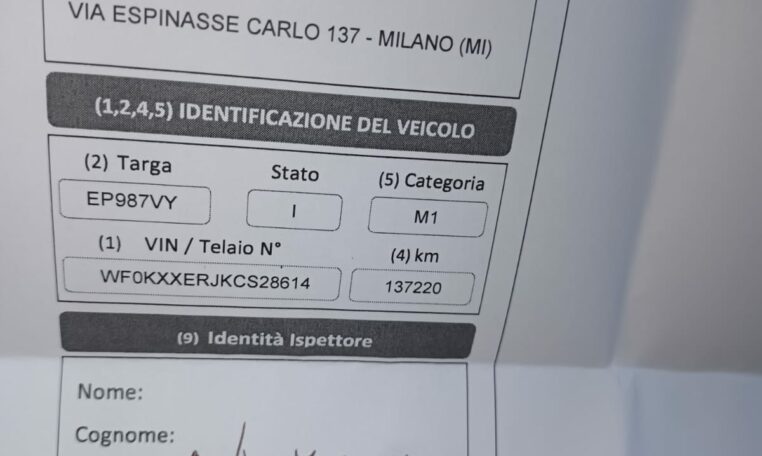 VIA ESPINASSE CARLO 137 - MILANO (MI)
(1,2,4,5) IDENTIFICAZIONE DEL VEICOLO
(2) Targa Stato (5) Categoria
EP987VY I M1
(1) VIN / Telaio N° (4) km
WF0KXXERJKCS28614 137220
(9) Identità Ispettore
Nome:
Cognome: